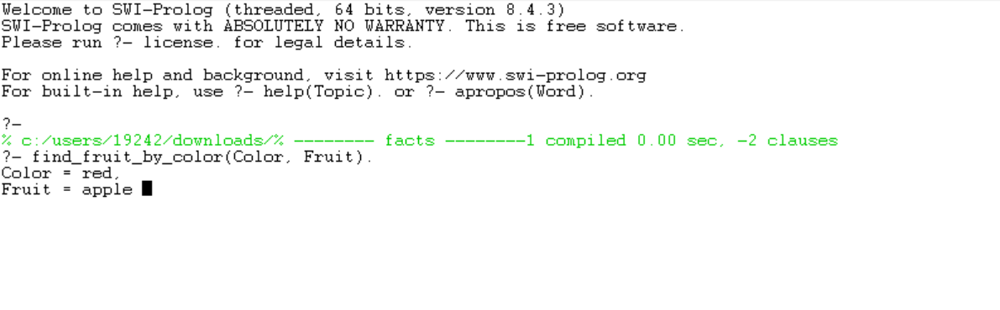 Welcome to SWI-Prolog (threaded, 64 bits, version 8.4.3)
SWI-Prolog comes with ABSOLUTELY NO WARRANTY. This is free software.
Please run ?- license. for legal details.
For online help and background, visit https://www.swi-prolog.org
For built-in help, use ?- help(Topic). or ?- apropos(Word).
?-
% c:/users/19242/downloads/% -------- facts --------1 compiled 0.00 sec, -2 clauses
?- find_fruit_by_color(Color, Fruit).
Color = red,
Fruit = apple